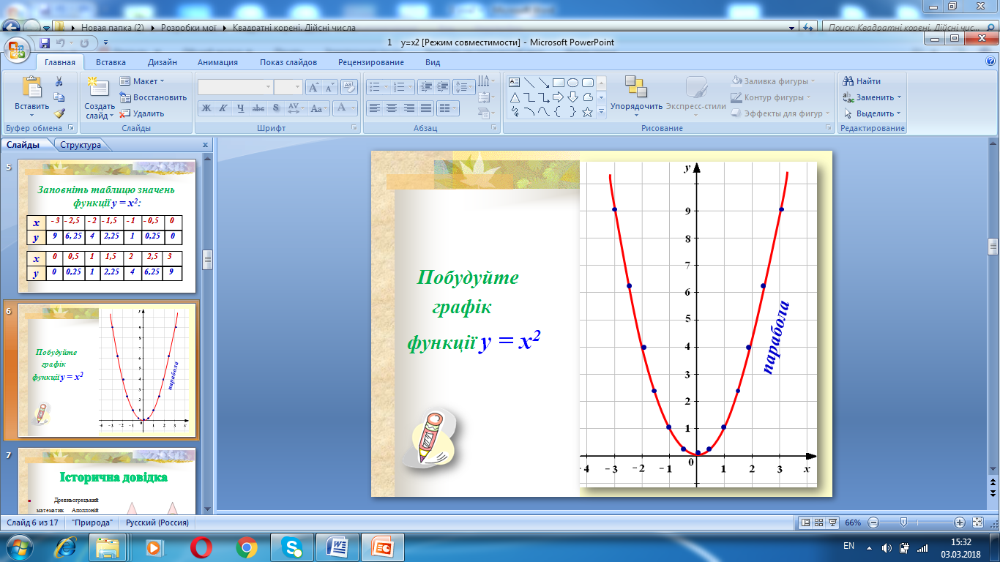 Новая папка (2) ▸ Розробки мої ▸ Квадратні корені. Дійсні числа
Поиск: Квадратні корені. Дійсні чис...
1 y=x2 [Режим совместимости] - Microsoft PowerPoint
Главная Вставка Дизайн Анимация Показ слайдов Рецензирование Вид
Вставить
Создать слайд
Макет
Восстановить
Удалить
Ж К Ч abc S AV Aa A
Упорядочить
Экспресс-стили
Заливка фигуры
Контур фигуры
Эффекты для фигур
Найти
Заменить
Выделить
Буфер обмена Слайды Шрифт Абзац Рисование Редактирование
Слайды Структура
5
Заповніть таблицю значень
функції y = x²:
x - 3 - 2,5 - 2 - 1,5 - 1 - 0,5 0
y 9 6,25 4 2,25 1 0,25 0
x 0 0,5 1 1,5 2 2,5 3
y 0 0,25 1 2,25 4 6,25 9
6
Побудуйте
графік
функції y = x²
парабола
7
Історична довідка
Древньогрецький
математик Аполлоній
Побудуйте
графік
функції y = x²
y
9
8
7
6
5
4
3
2
1
0
- 4 - 3 - 2 - 1 1 2 3 x
парабола
Слайд 6 из 17 "Природа" Русский (Россия) 66%
EN 15:32
03.03.2018